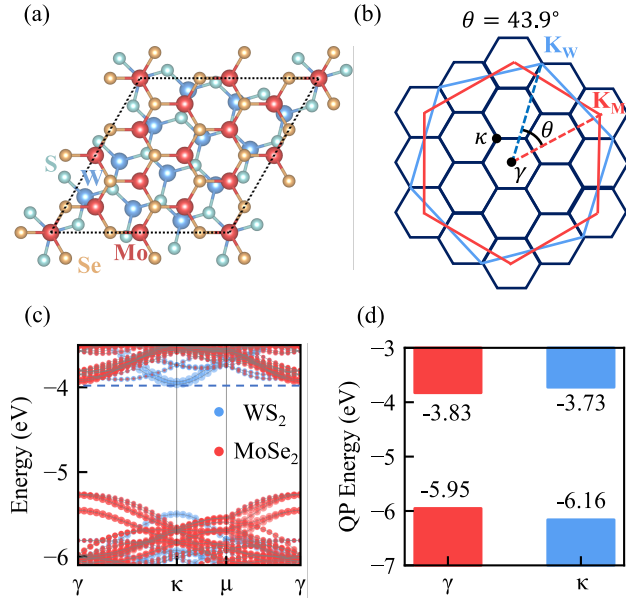 (a)
S
W
Se
Mo
(b)
θ = 43.9°
K_W
K_M
κ
θ
γ
(c)
Energy (eV)
−4
−5
−6
WS₂
MoSe₂
γ
κ
μ
γ
(d)
QP Energy (eV)
−3
−4
−5
−6
−7
-3.83
-3.73
-5.95
-6.16
γ
κ